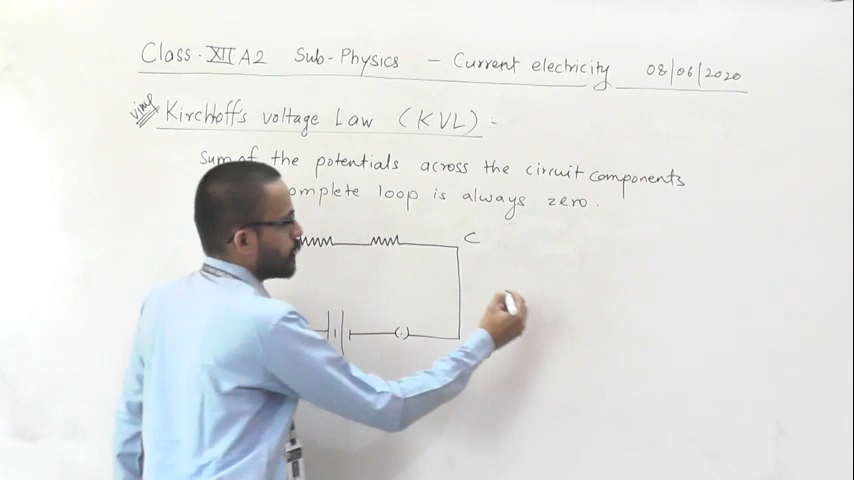 Class-XII A2 Sub-Physics - Current electricity 08/06/2020
Vimp Kirchhoff's voltage Law (KVL) =
Sum of the potentials across the circuit components
omplete loop is always zero.
C